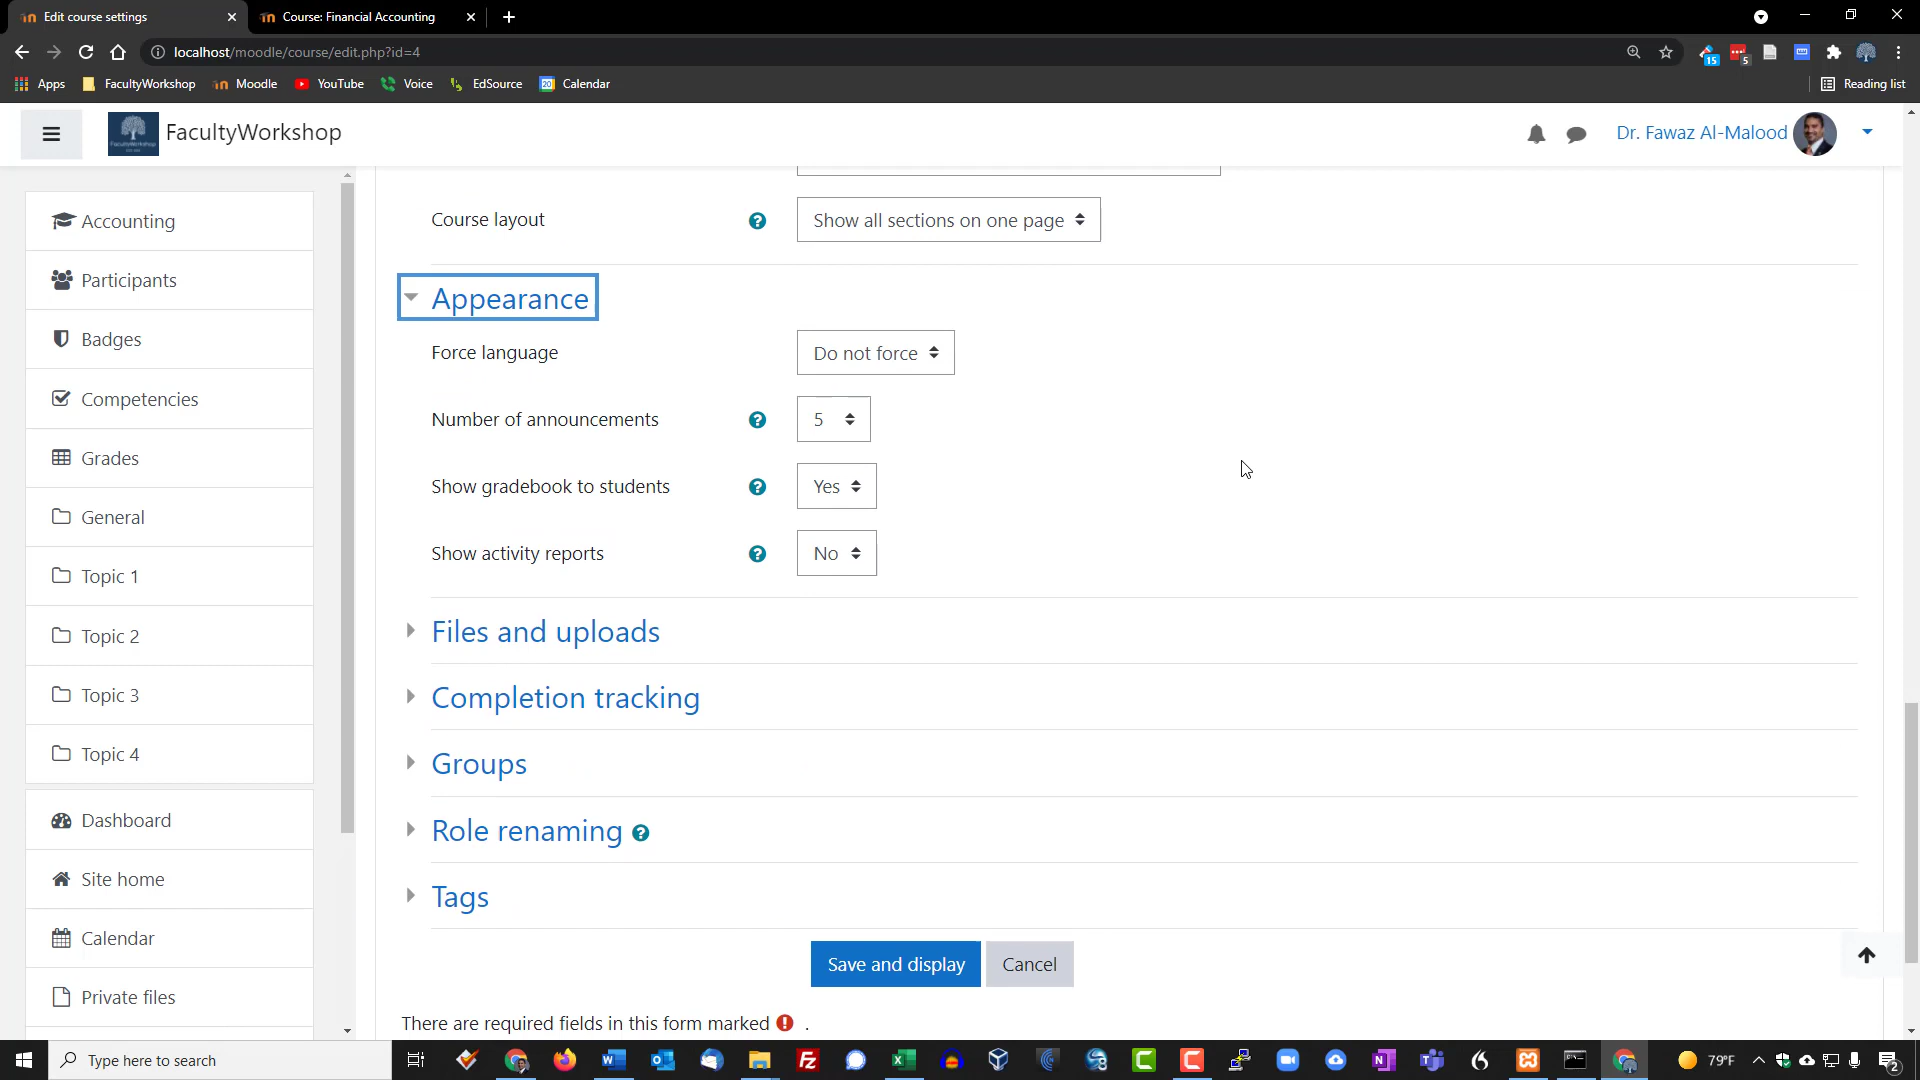 Edit course settings
Course: Financial Accounting
localhost/moodle/course/edit.php?id=4
15
5
Apps
FacultyWorkshop
Moodle
YouTube
Voice
EdSource
20
Calendar
Reading list
FacultyWorkshop
Dr. Fawaz Al-Malood
Accounting
Participants
Badges
Competencies
Grades
General
Topic 1
Topic 2
Topic 3
Topic 4
Dashboard
Site home
Calendar
Private files
Course layout
Show all sections on one page
Appearance
Force language
Do not force
Number of announcements
5
Show gradebook to students
Yes
Show activity reports
No
Files and uploads
Completion tracking
Groups
Role renaming
Tags
Save and display
Cancel
There are required fields in this form marked .
Type here to search
79°F
2